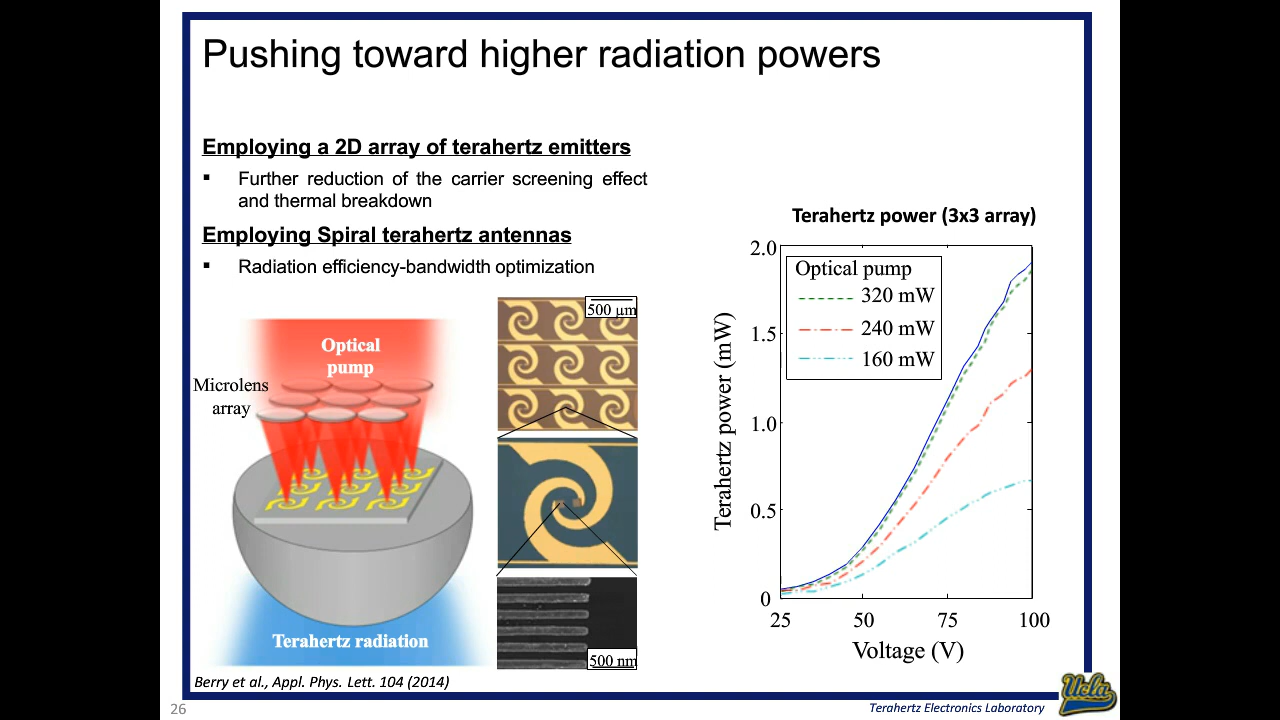 Pushing toward higher radiation powers
Employing a 2D array of terahertz emitters
▪ Further reduction of the carrier screening effect
and thermal breakdown
Employing Spiral terahertz antennas
▪ Radiation efficiency-bandwidth optimization
Optical
pump
Microlens
array
Terahertz radiation
500 µm
500 nm
Terahertz power (3x3 array)
Terahertz power (mW)
2.0
1.5
1.0
0.5
0
Optical pump
320 mW
240 mW
160 mW
25 50 75 100
Voltage (V)
Berry et al., Appl. Phys. Lett. 104 (2014)
26
Terahertz Electronics Laboratory
Ucla